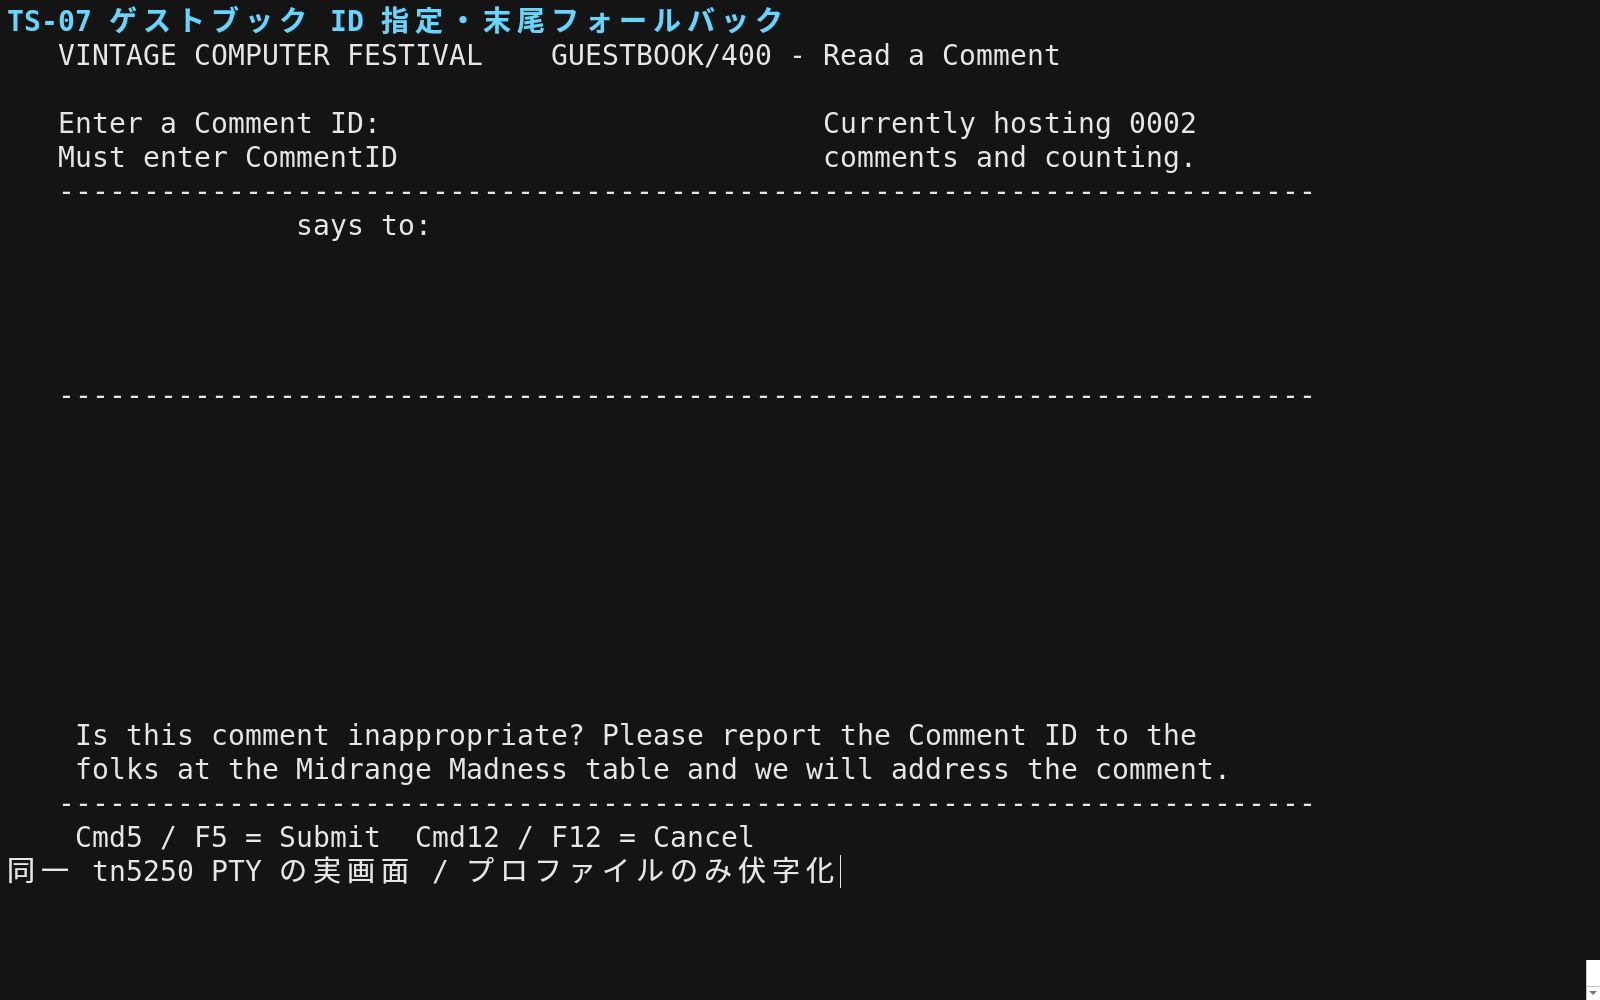 TS-07 ゲストブック ID 指定・末尾フォールバック
VINTAGE COMPUTER FESTIVAL    GUESTBOOK/400 - Read a Comment
Enter a Comment ID:                          Currently hosting 0002
Must enter CommentID                         comments and counting.
--------------------------------------------------------------------------
says to:
--------------------------------------------------------------------------
Is this comment inappropriate? Please report the Comment ID to the
folks at the Midrange Madness table and we will address the comment.
--------------------------------------------------------------------------
Cmd5 / F5 = Submit  Cmd12 / F12 = Cancel
同一 tn5250 PTY の実画面 / プロファイルのみ伏字化